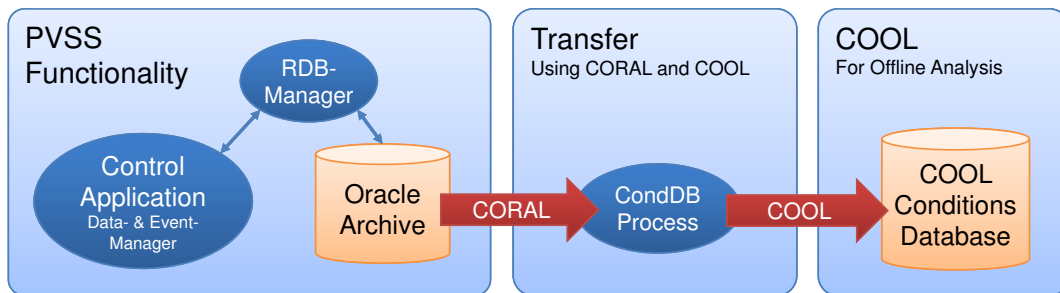 PVSS
Functionality
RDB-
Manager
Control
Application
Data- & Event-
Manager
Oracle
Archive
CORAL
Transfer
Using CORAL and COOL
CondDB
Process
COOL
COOL
For Offline Analysis
COOL
Conditions
Database